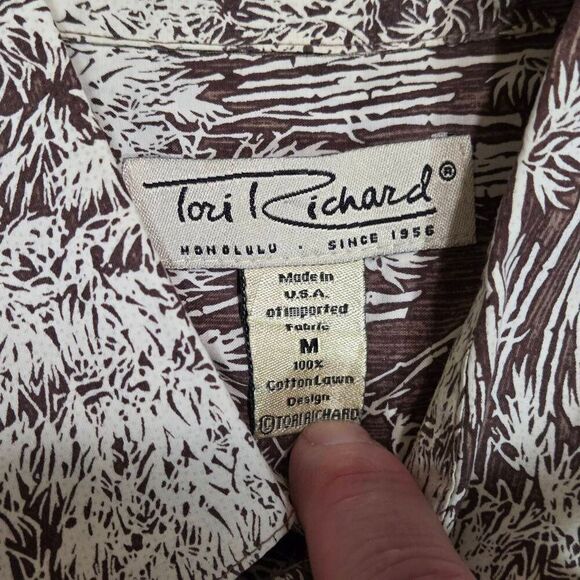 Tori Richard®
HONOLULU · SINCE 1956
Made in
U.S.A.
of Imported
Fabric
M
100%
Cotton Lawn
Design
©TORI RICHARD